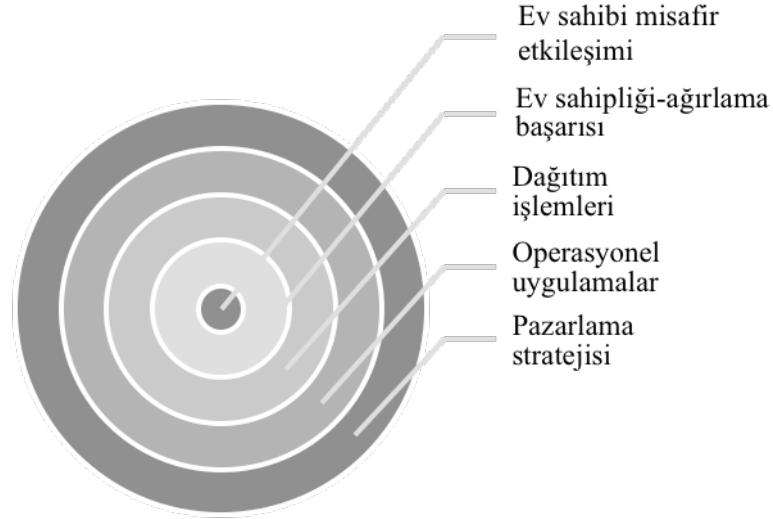 Ev sahibi misafir
etkileşimi
Ev sahipliği-ağırlama
başarısı
Dağıtım
işlemleri
Operasyonel
uygulamalar
Pazarlama
stratejisi